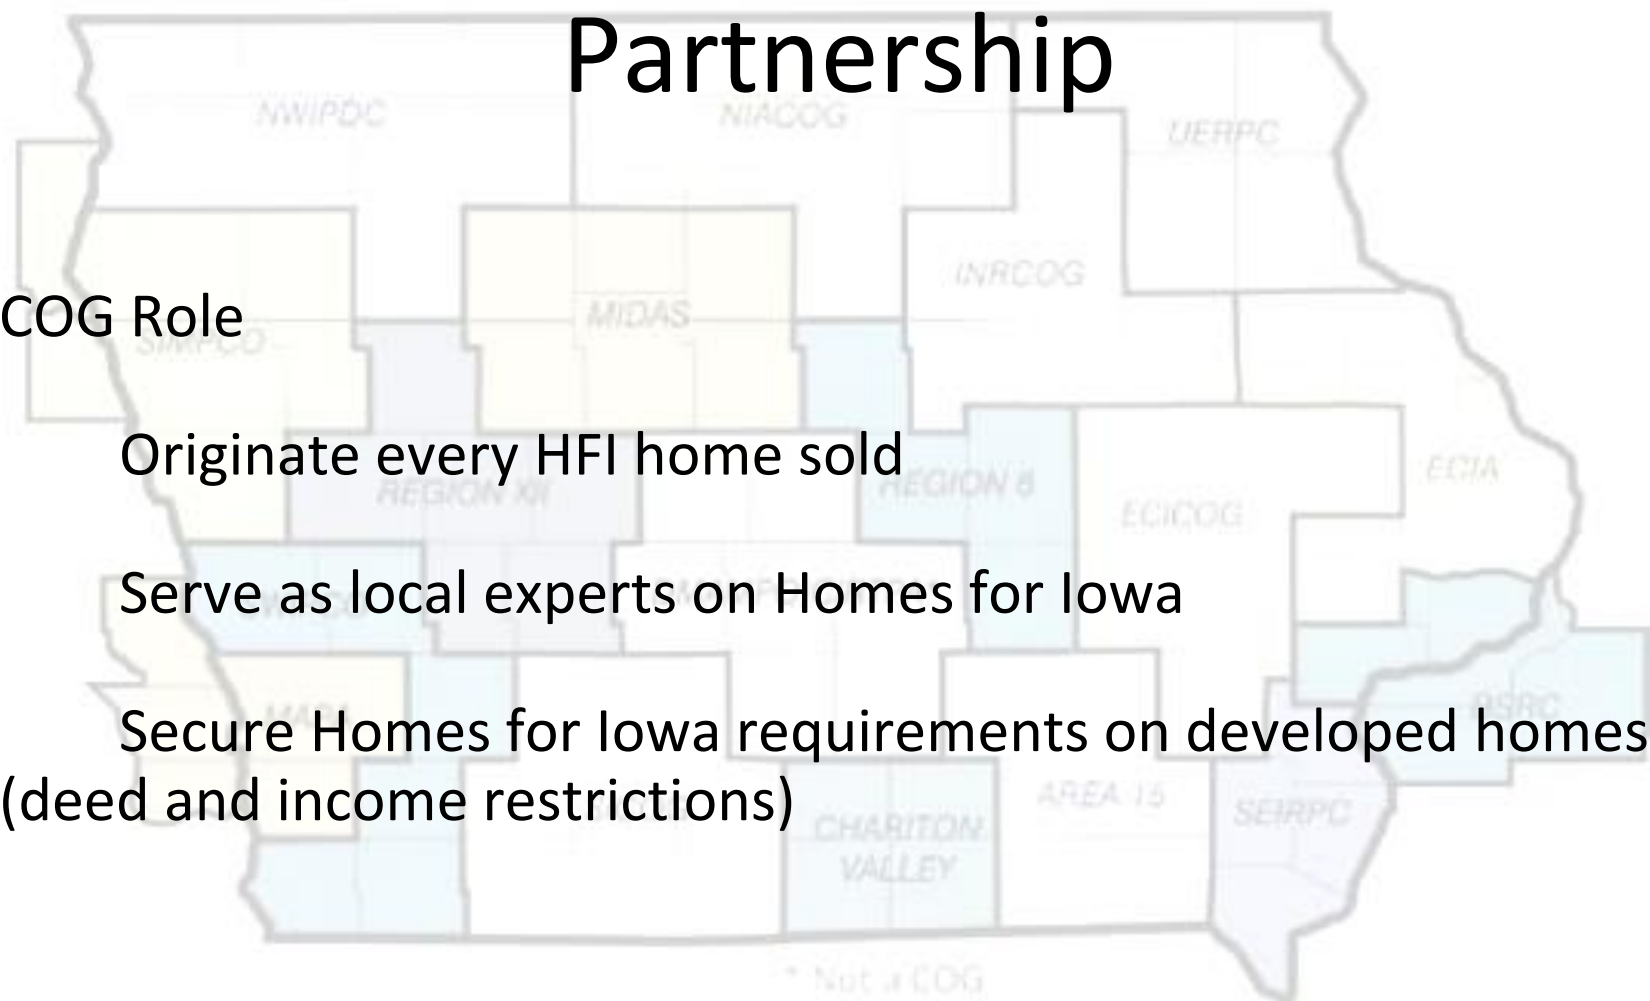 Partnership
NWIPDC
NIACOG
UERPC
INRCOG
COG Role
SIMPCO
MIDAS
Originate every HFI home sold
REGION XII
REGION 6
ECICOG
ECIA
Serve as local experts on Homes for Iowa
Secure Homes for Iowa requirements on developed homes
MAPA
BSRC
(deed and income restrictions)
AREA 15
SEIRPC
CHARITON
VALLEY
* Not a COG